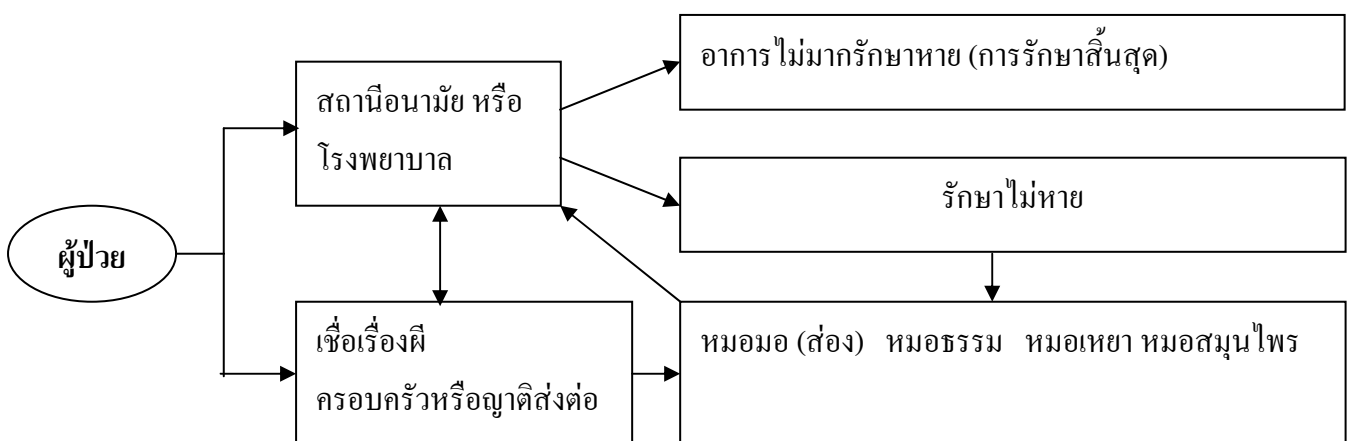 อาการไม่มากรักษาหาย (การรักษาสิ้นสุด)
สถานีอนามัย หรือ
โรงพยาบาล
รักษาไม่หาย
ผู้ป่วย
เชื่อเรื่องผี
ครอบครัวหรือญาติส่งต่อ
หมอมอ (ส่อง) หมอธรรม หมอเหยา หมอสมุนไพร